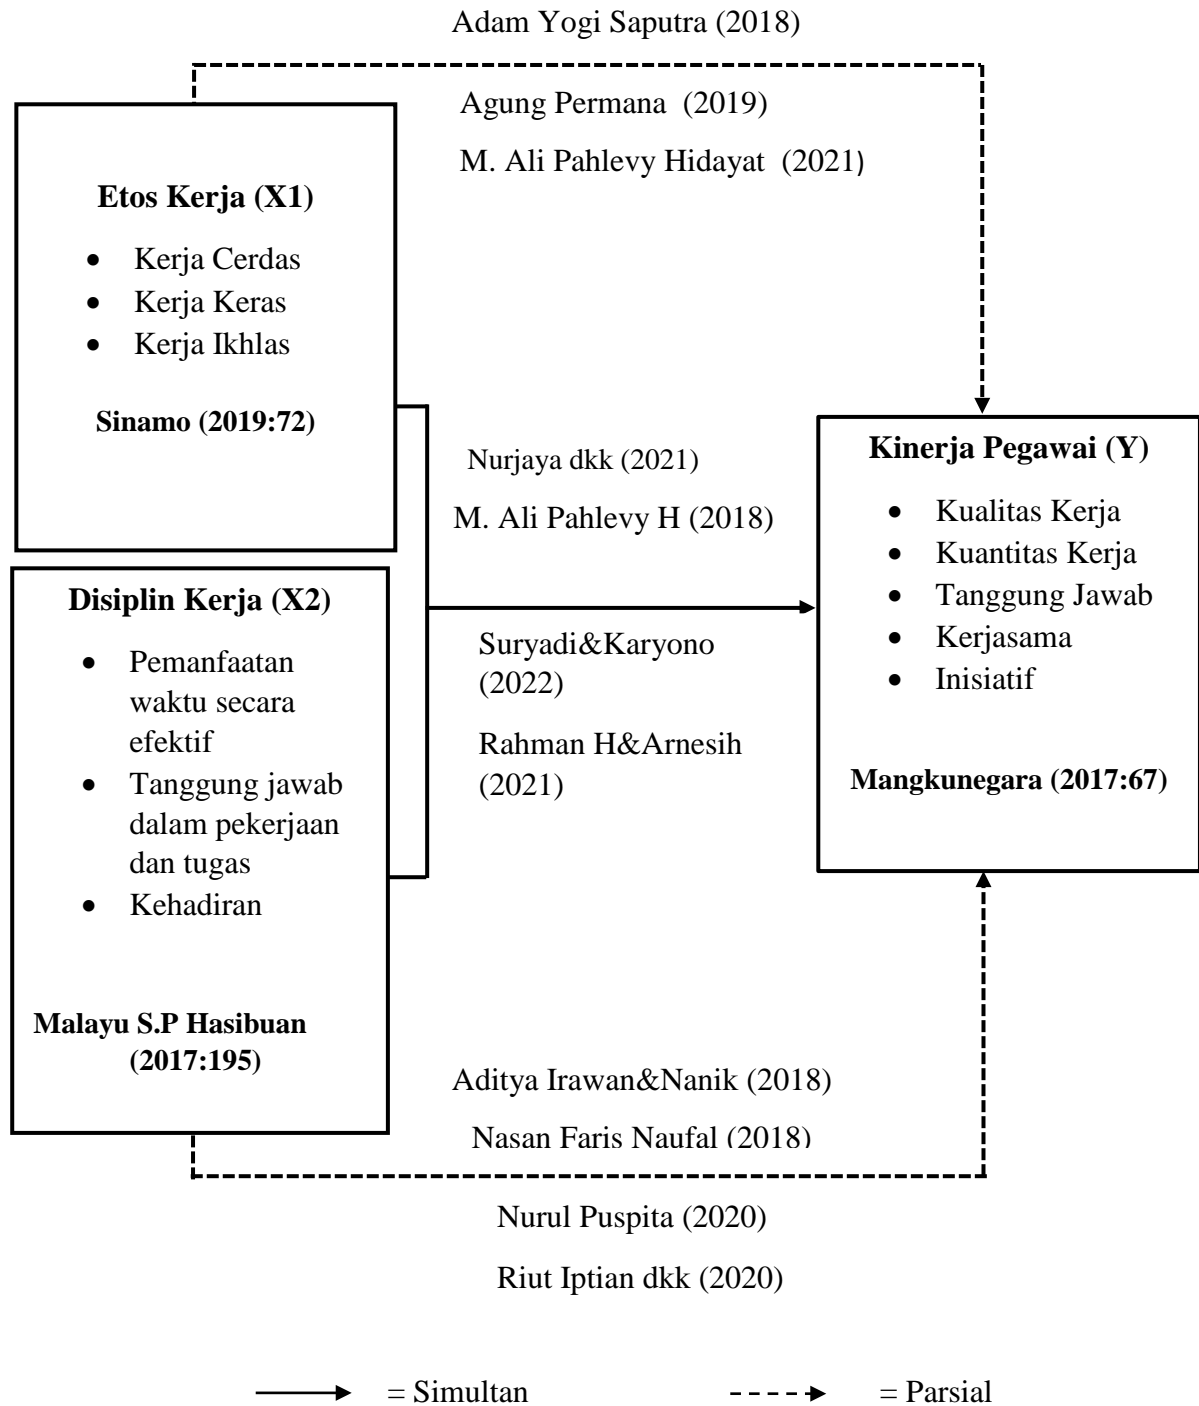 Adam Yogi Saputra (2018)
Agung Permana (2019)
M. Ali Pahlevy Hidayat (2021)
Etos Kerja (X1)
• Kerja Cerdas
• Kerja Keras
• Kerja Ikhlas
Sinamo (2019:72)
Nurjaya dkk (2021)
M. Ali Pahlevy H (2018)
Kinerja Pegawai (Y)
• Kualitas Kerja
• Kuantitas Kerja
• Tanggung Jawab
• Kerjasama
• Inisiatif
Mangkunegara (2017:67)
Disiplin Kerja (X2)
• Pemanfaatan
waktu secara
efektif
• Tanggung jawab
dalam pekerjaan
dan tugas
• Kehadiran
Malayu S.P Hasibuan
(2017:195)
Suryadi&Karyono
(2022)
Rahman H&Arnesih
(2021)
Aditya Irawan&Nanik (2018)
Nasan Faris Naufal (2018)
Nurul Puspita (2020)
Riut Iptian dkk (2020)
= Simultan
= Parsial